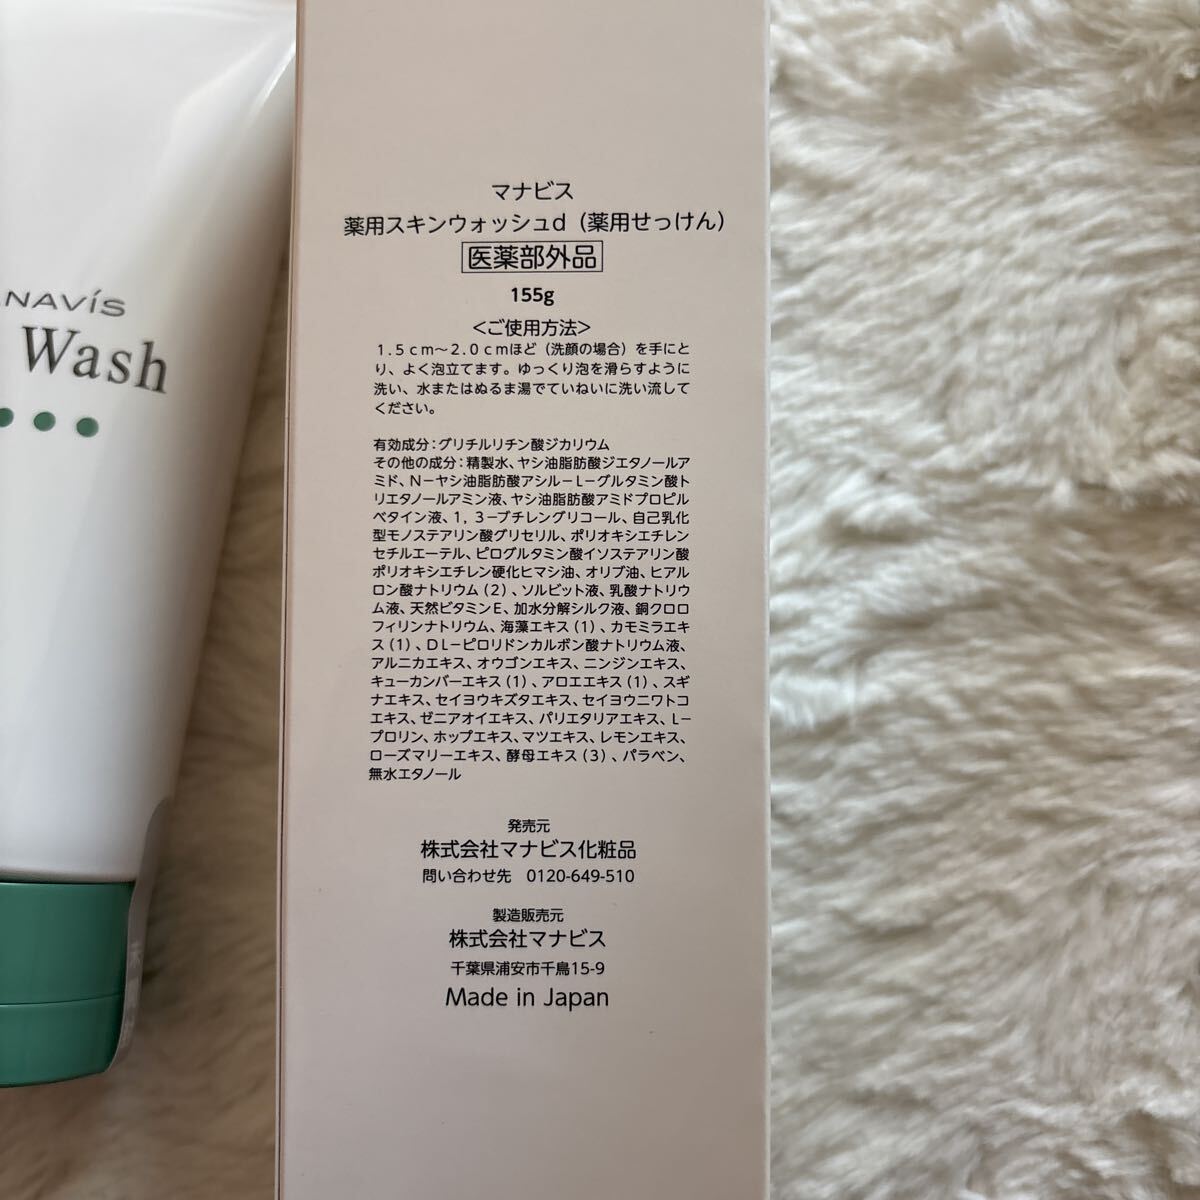 NAVÍS
Wash
マナビス
薬用スキンウォッシュd（薬用せっけん）
医薬部外品
155g
＜ご使用方法＞
１.５ｃｍ～２.０ｃｍほど（洗顔の場合）を手にと
り、よく泡立てます。ゆっくり泡を滑らすように
洗い、水またはぬるま湯でていねいに洗い流して
ください。
有効成分：グリチルリチン酸ジカリウム
その他の成分：精製水、ヤシ油脂肪酸ジエタノールア
ミド、Ｎ－ヤシ油脂肪酸アシル－Ｌ－グルタミン酸ト
リエタノールアミン液、ヤシ油脂肪酸アミドプロピル
ベタイン液、１，３－ブチレングリコール、自己乳化
型モノステアリン酸グリセリル、ポリオキシエチレン
セチルエーテル、ピログルタミン酸イソステアリン酸
ポリオキシエチレン硬化ヒマシ油、オリブ油、ヒアル
ロン酸ナトリウム（２）、ソルビット液、乳酸ナトリウ
ム液、天然ビタミンＥ、加水分解シルク液、銅クロロ
フィリンナトリウム、海藻エキス（１）、カモミラエキ
ス（１）、ＤＬ－ピロリドンカルボン酸ナトリウム液、
アルニカエキス、オウゴンエキス、ニンジンエキス、
キューカンバーエキス（１）、アロエエキス（１）、スギ
ナエキス、セイヨウキズタエキス、セイヨウニワトコ
エキス、ゼニアオイエキス、パリエタリアエキス、Ｌ－
プロリン、ホップエキス、マツエキス、レモンエキス、
ローズマリーエキス、酵母エキス（３）、パラベン、
無水エタノール
発売元
株式会社マナビス化粧品
問い合わせ先　0120-649-510
製造販売元
株式会社マナビス
千葉県浦安市千鳥15-9
Made in Japan